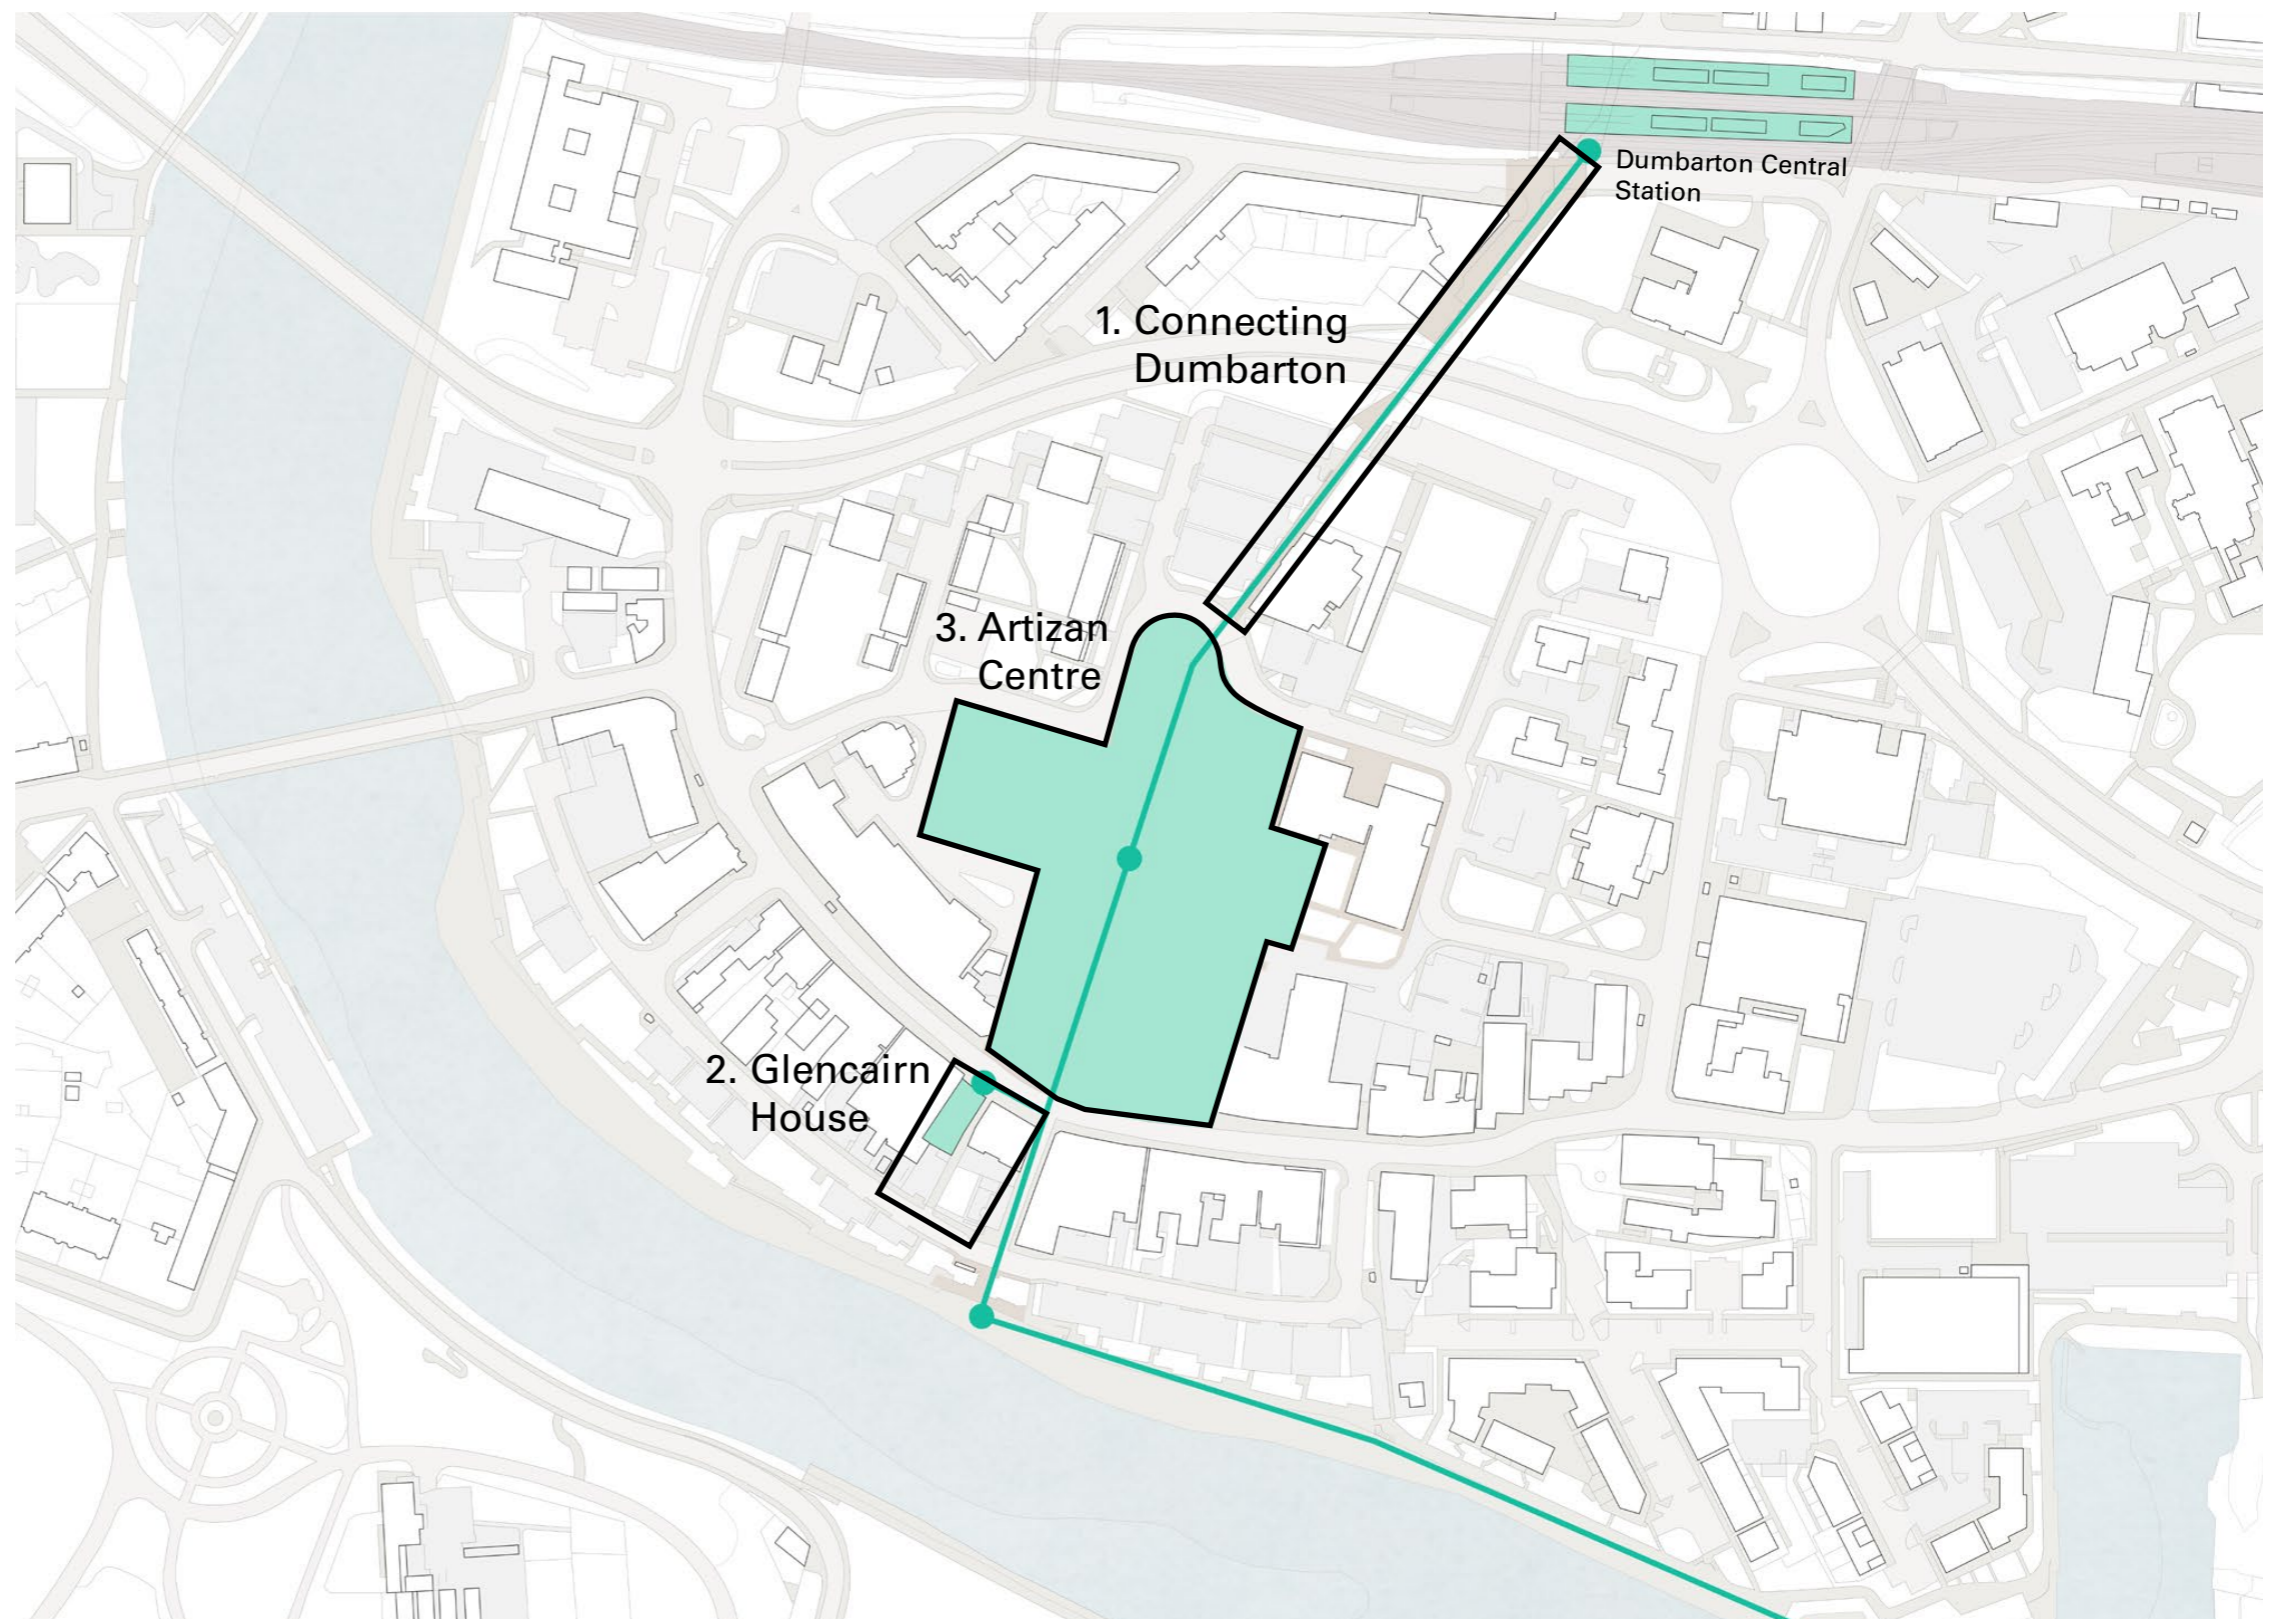 Dumbarton Central
Station
1. Connecting
Dumbarton
3. Artizan
Centre
2. Glencairn
House